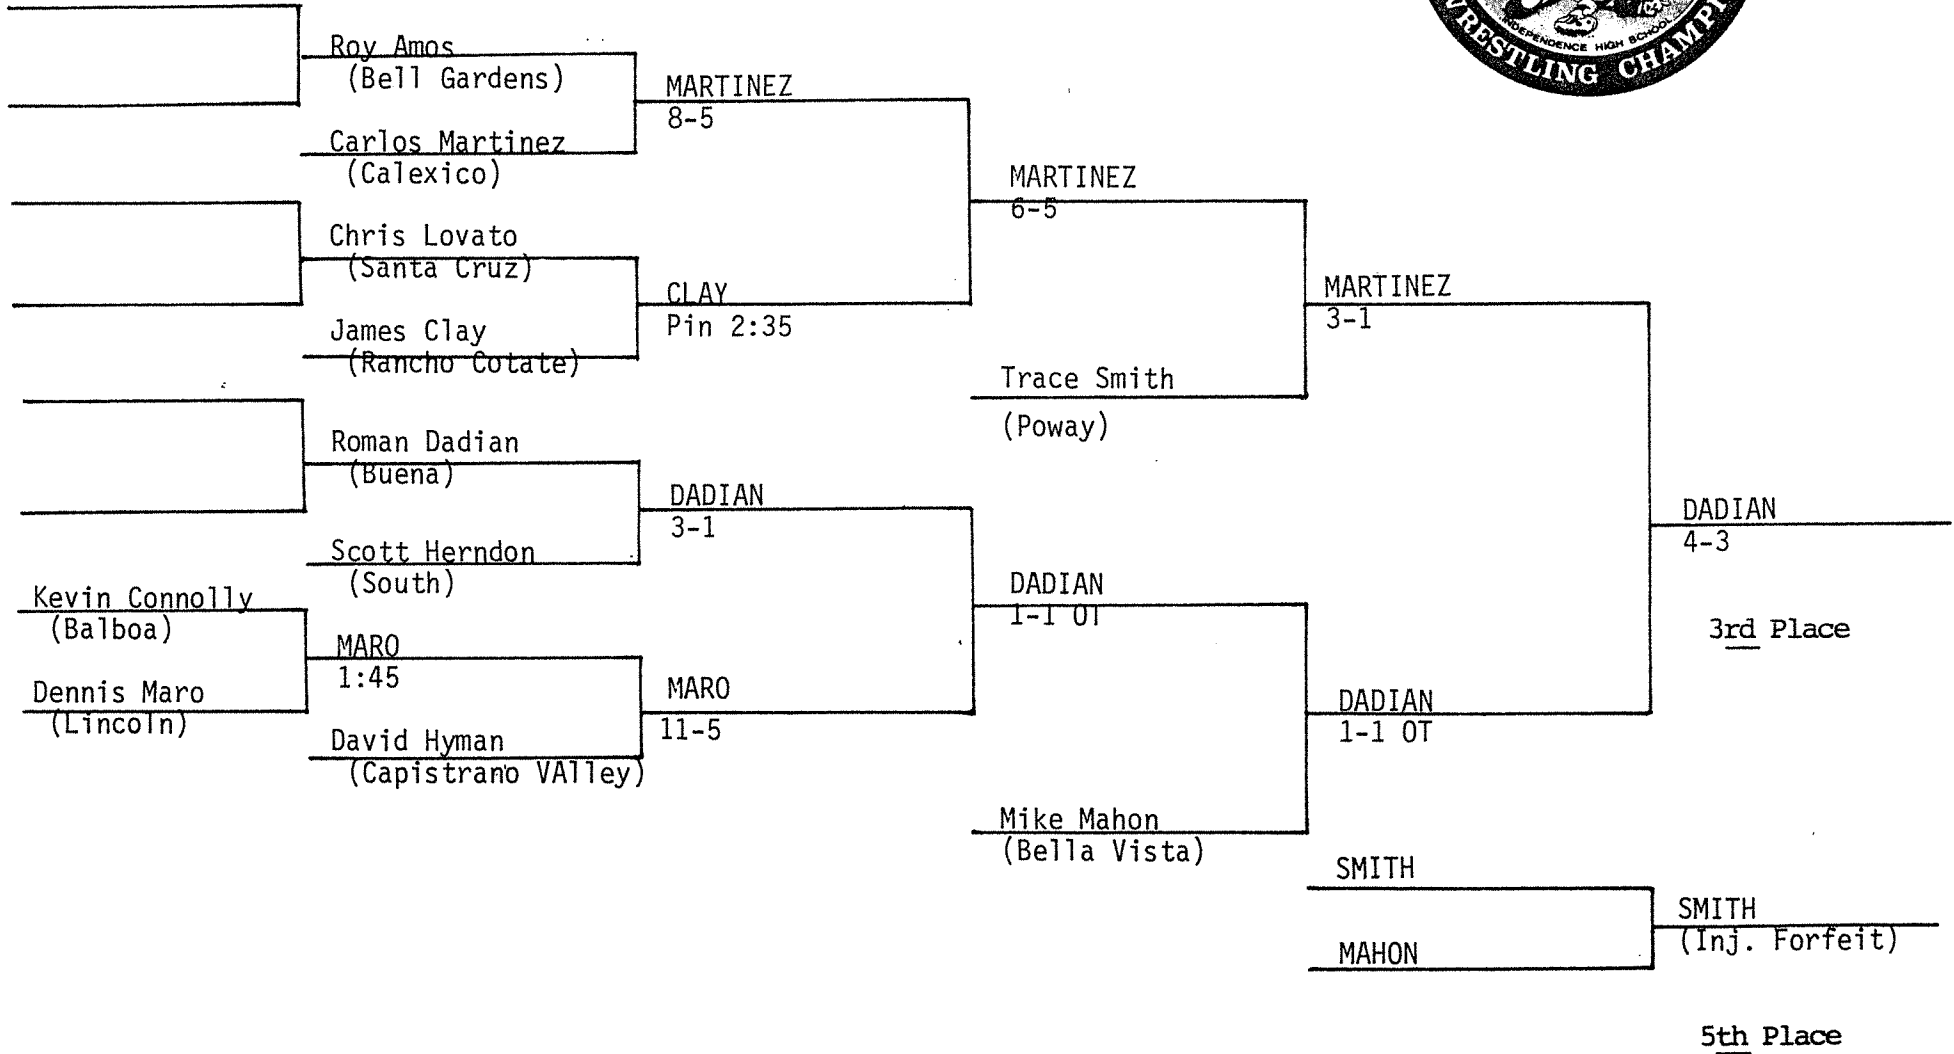 INDEPENDENCE HIGH SCHOOL
WRESTLING CHAMPI
Roy Amos
(Bell Gardens)
MARTINEZ
8-5
Carlos Martinez
(Calexico)
MARTINEZ
6-5
Chris Lovato
(Santa Cruz)
CLAY
Pin 2:35
James Clay
(Rancho Cotate)
MARTINEZ
3-1
Trace Smith
(Poway)
Roman Dadian
(Buena)
DADIAN
3-1
Scott Herndon
(South)
DADIAN
4-3
3rd Place
Kevin Connolly
(Balboa)
DADIAN
1-1 OT
MARO
1:45
Dennis Maro
(Lincoln)
MARO
11-5
David Hyman
(Capistrano VAlley)
DADIAN
1-1 OT
Mike Mahon
(Bella Vista)
SMITH
SMITH
(Inj. Forfeit)
MAHON
5th Place